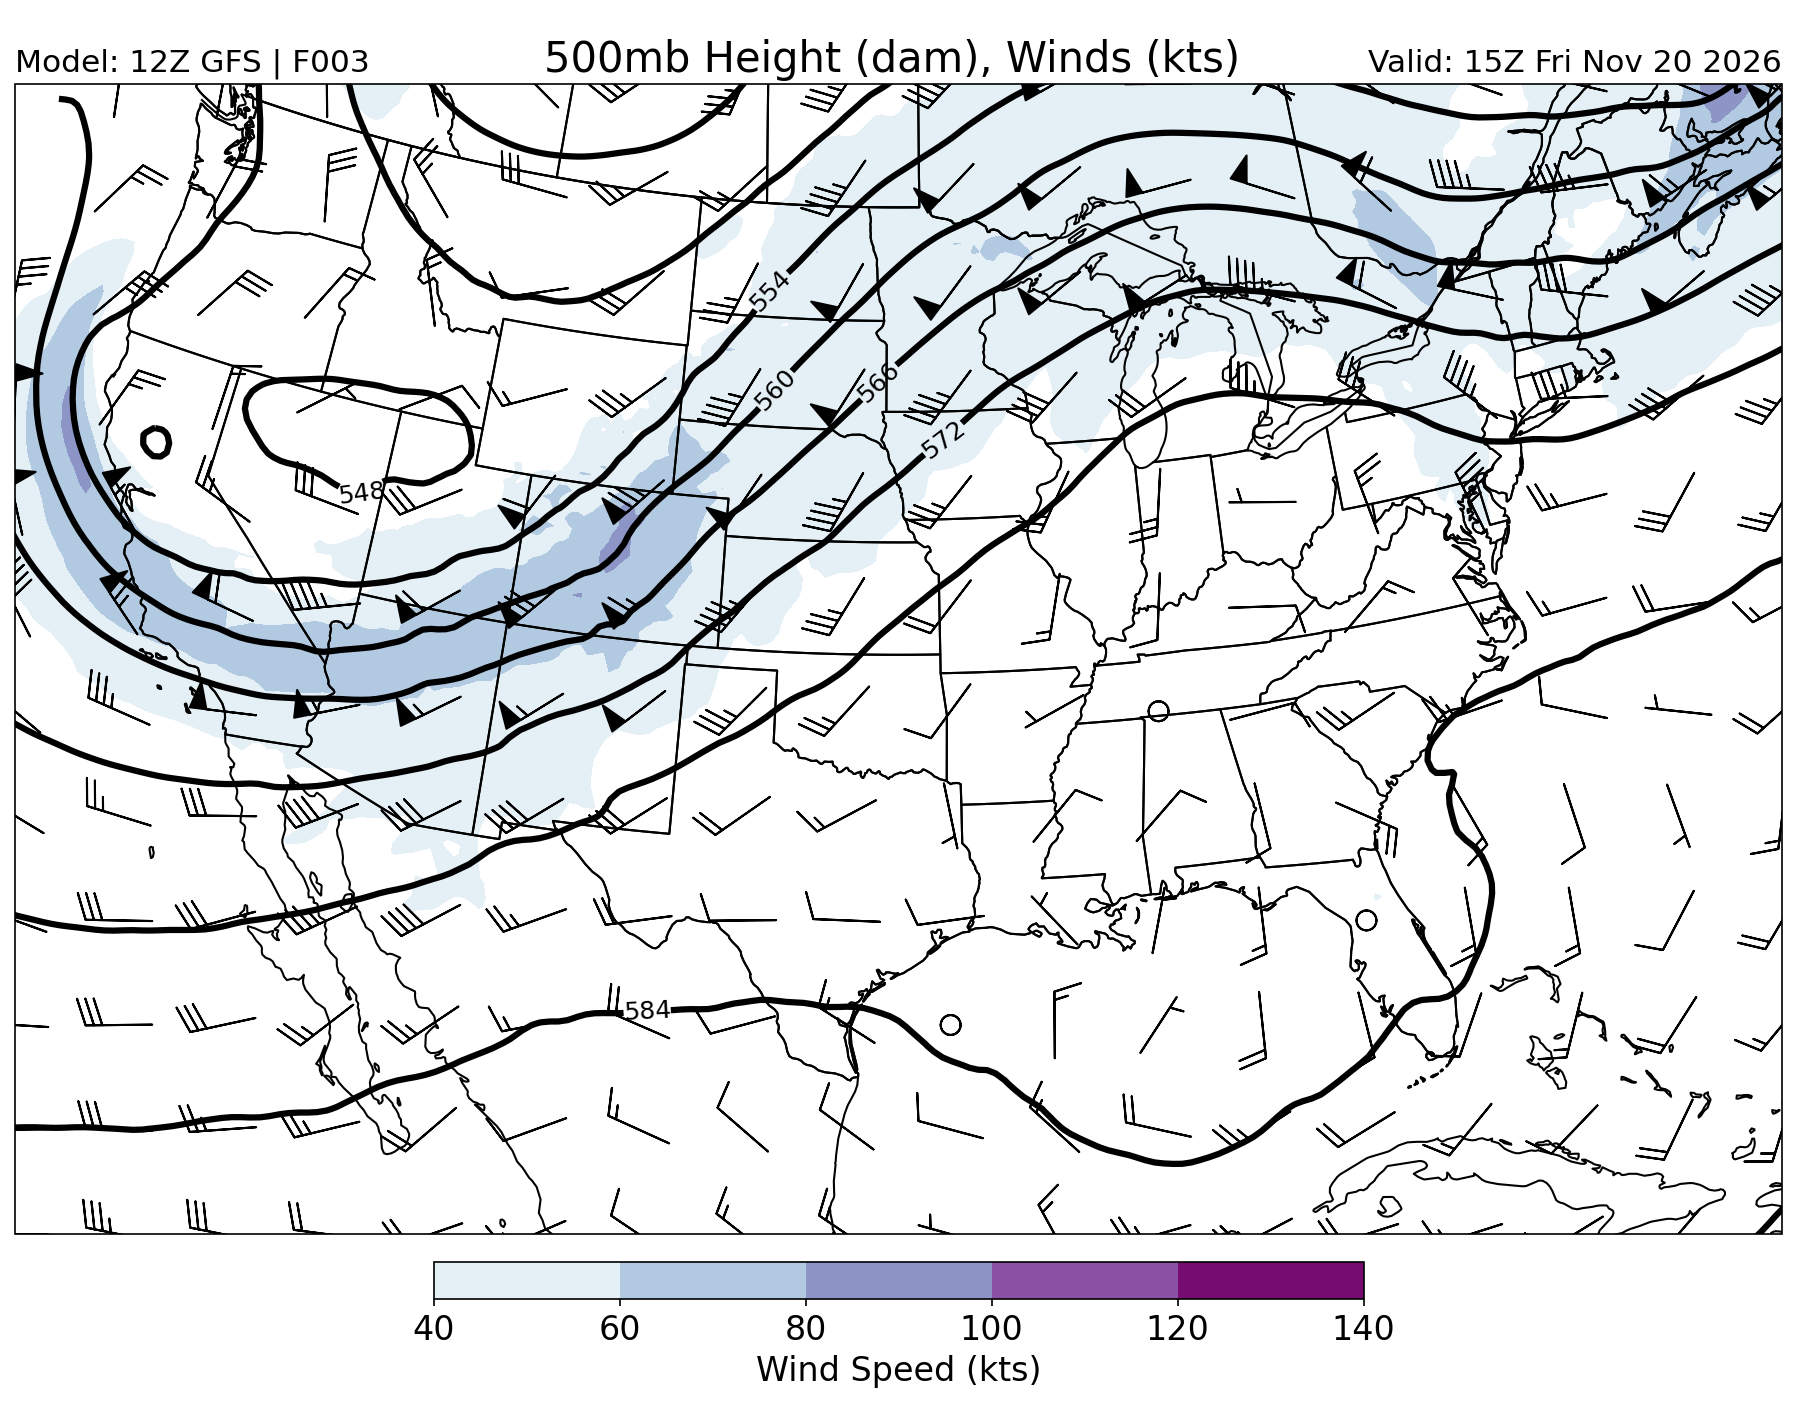 500mb Height (dam), Winds (kts)
Model: 12Z GFS | F003
Valid: 15Z Fri Nov 20 2026
554
560
566
572
548
584
40 60 80 100 120 140
Wind Speed (kts)